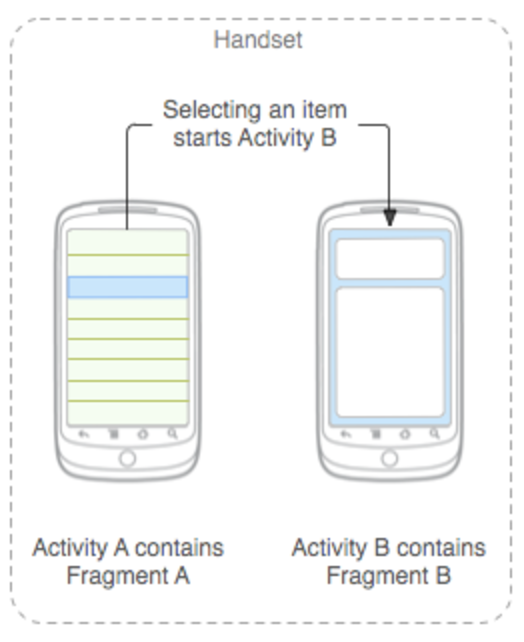 Handset
Selecting an item
starts Activity B
Activity A contains
Fragment A
Activity B contains
Fragment B